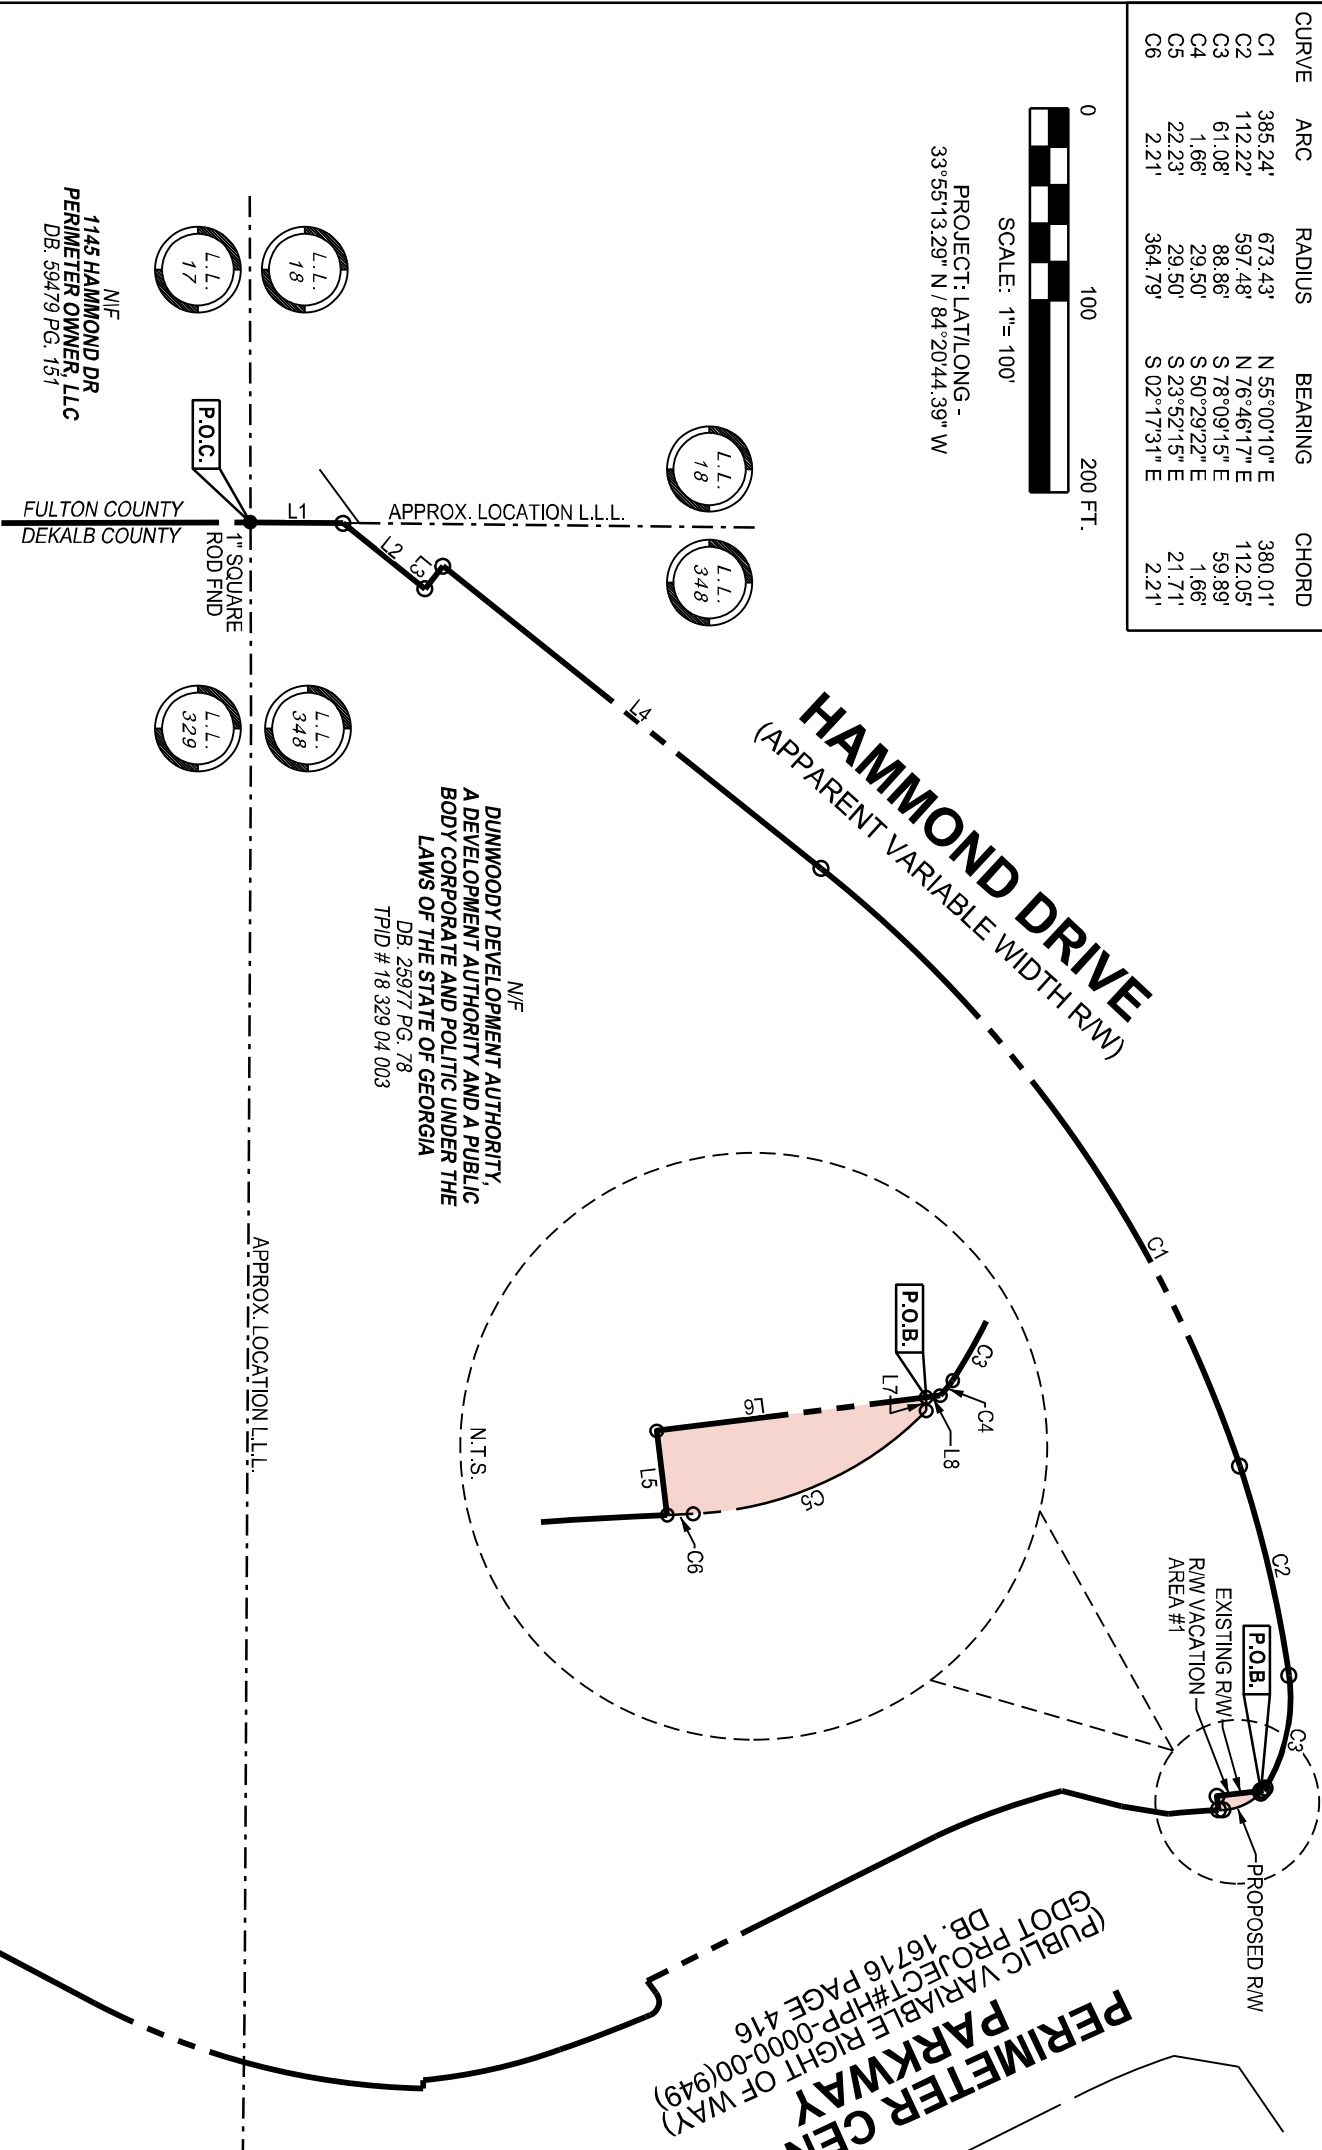 CURVE ARC RADIUS BEARING CHORD
C1 385.24' 673.43' N 55°00'10" E 380.01'
C2 112.22' 597.48' N 76°46'17" E 112.05'
C3 61.08' 88.86' S 78°09'15" E 59.89'
C4 1.66' 29.50' S 50°29'22" E 1.66'
C5 22.23' 29.50' S 23°52'15" E 21.71'
C6 2.21' 364.79' S 02°17'31" E 2.21'
0 100 200 FT.
SCALE: 1"= 100'
PROJECT: LAT/LONG -
33°55'13.29" N / 84°20'44.39" W
HAMMOND DRIVE
(APPARENT VARIABLE WIDTH R/W)
L.L.
18
L.L.
348
APPROX. LOCATION L.L.L.
L1
L2
L3
L4
C1
C2
C3
P.O.B.
EXISTING R/W
R/W VACATION
AREA #1
PROPOSED R/W
C3
C4
L8
P.O.B.
L7
L6
C5
L5
C6
N.T.S.
L.L.
18
L.L.
17
L.L.
348
L.L.
329
P.O.C.
1" SQUARE
ROD FND
FULTON COUNTY
DEKALB COUNTY
N/F
1145 HAMMOND DR
PERIMETER OWNER, LLC
DB. 59479 PG. 151
N/F
DUNWOODY DEVELOPMENT AUTHORITY,
A DEVELOPMENT AUTHORITY AND A PUBLIC
BODY CORPORATE AND POLITIC UNDER THE
LAWS OF THE STATE OF GEORGIA
DB. 25977 PG. 78
TPID # 18 329 04 003
APPROX. LOCATION L.L.L.
PERIMETER CEN
PARKWAY
(PUBLIC VARIABLE RIGHT OF WAY)
GDOT PROJECT#HPP-0000-00(949)
DB. 16716 PAGE 416